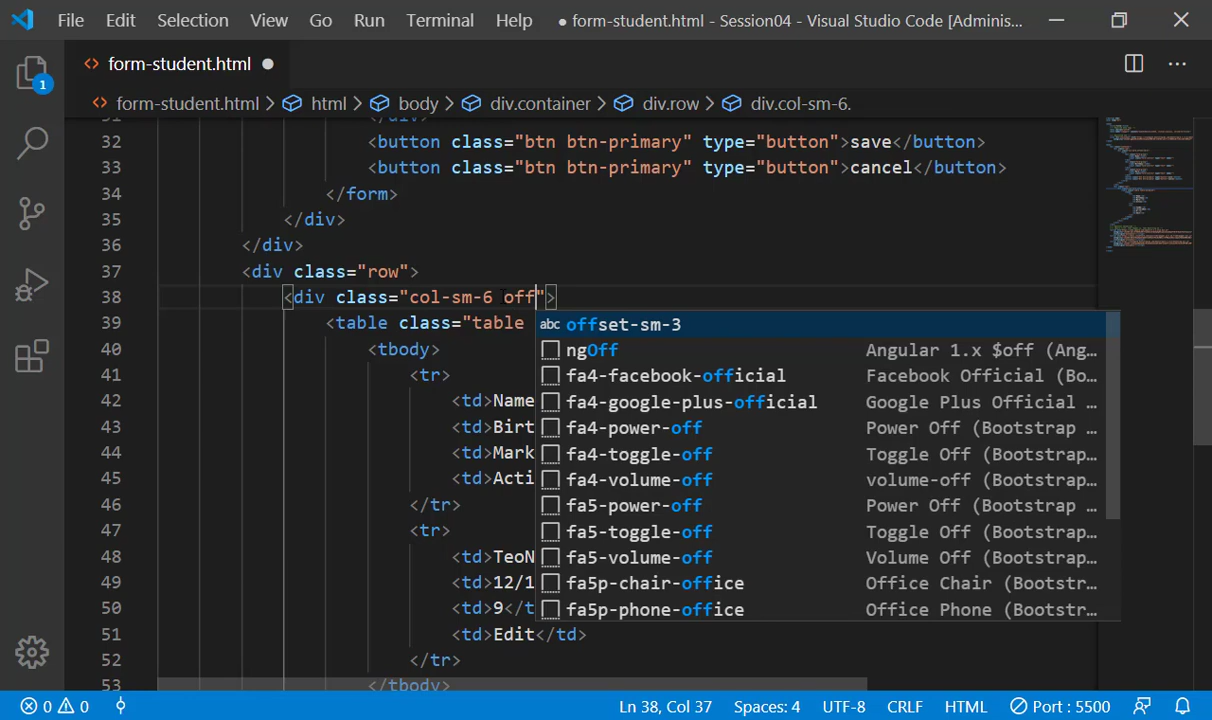 File Edit Selection View Go Run Terminal Help ● form-student.html - Session04 - Visual Studio Code [Adminis...
1
<> form-student.html ●
<> form-student.html > html > body > div.container > div.row > div.col-sm-6.
32 <button class="btn btn-primary" type="button">save</button>
33 <button class="btn btn-primary" type="button">cancel</button>
34 </form>
35 </div>
36 </div>
37 <div class="row">
38 <div class="col-sm-6 off">
39 <table class="table
abc offset-sm-3
40 <tbody>
ngOff Angular 1.x $off (Ang...
41 <tr>
fa4-facebook-official Facebook Official (Bo...
42 <td>Name
fa4-google-plus-official Google Plus Official ...
43 <td>Birt
fa4-power-off Power Off (Bootstrap ...
44 <td>Mark
fa4-toggle-off Toggle Off (Bootstrap...
45 <td>Acti
fa4-volume-off volume-off (Bootstrap...
46 </tr>
fa5-power-off Power Off (Bootstrap ...
47 <tr>
fa5-toggle-off Toggle Off (Bootstrap...
48 <td>TeoN
fa5-volume-off Volume Off (Bootstrap...
49 <td>12/1
fa5p-chair-office Office Chair (Bootstr...
50 <td>9</t
fa5p-phone-office Office Phone (Bootstr...
51 <td>Edit</td>
52 </tr>
53 </tbody>
0 0 Ln 38, Col 37 Spaces: 4 UTF-8 CRLF HTML Port : 5500